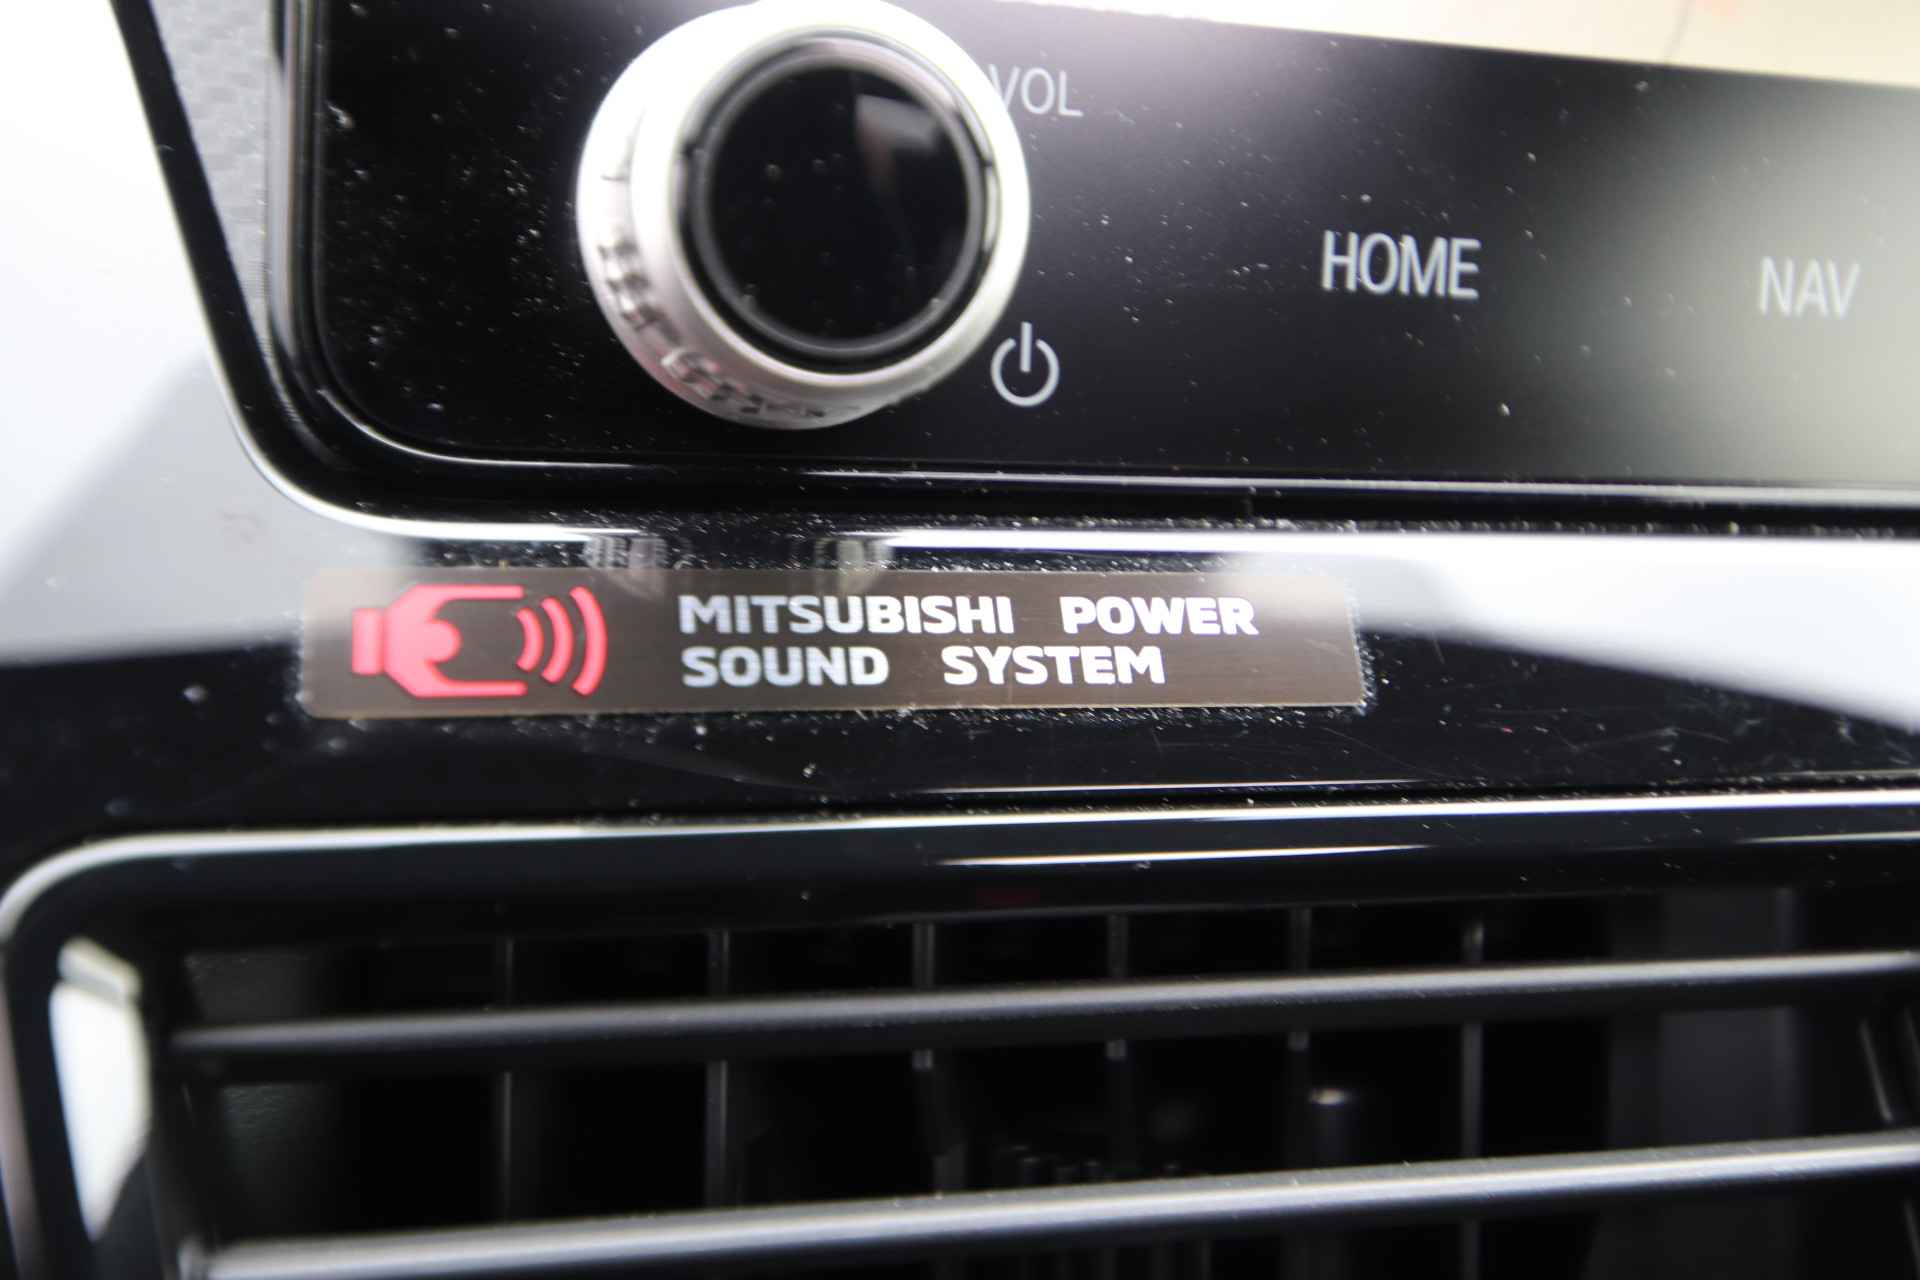 VOL
HOME
NAV
MITSUBISHI POWER
SOUND SYSTEM